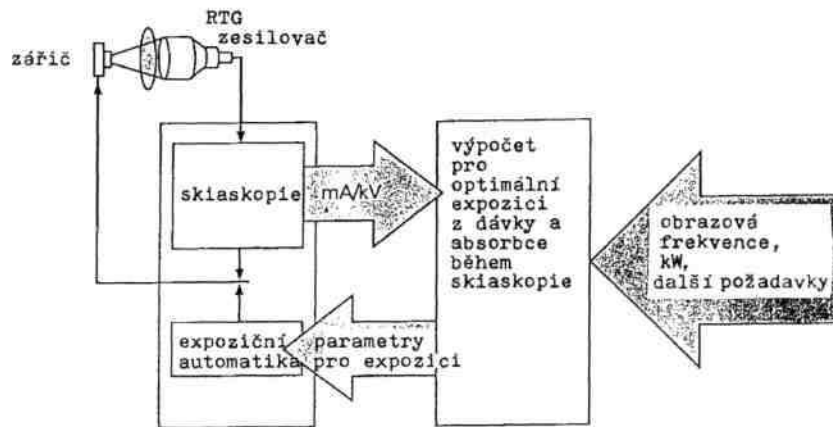 RTG
zesilovač
zářič
skiaskopie
mA/kV
výpočet
pro
optimální
expozici
z dávky a
absorbce
během
skiaskopie
obrazová
frekvence,
kW,
další požadavky
expoziční
automatika
parametry
pro expozici